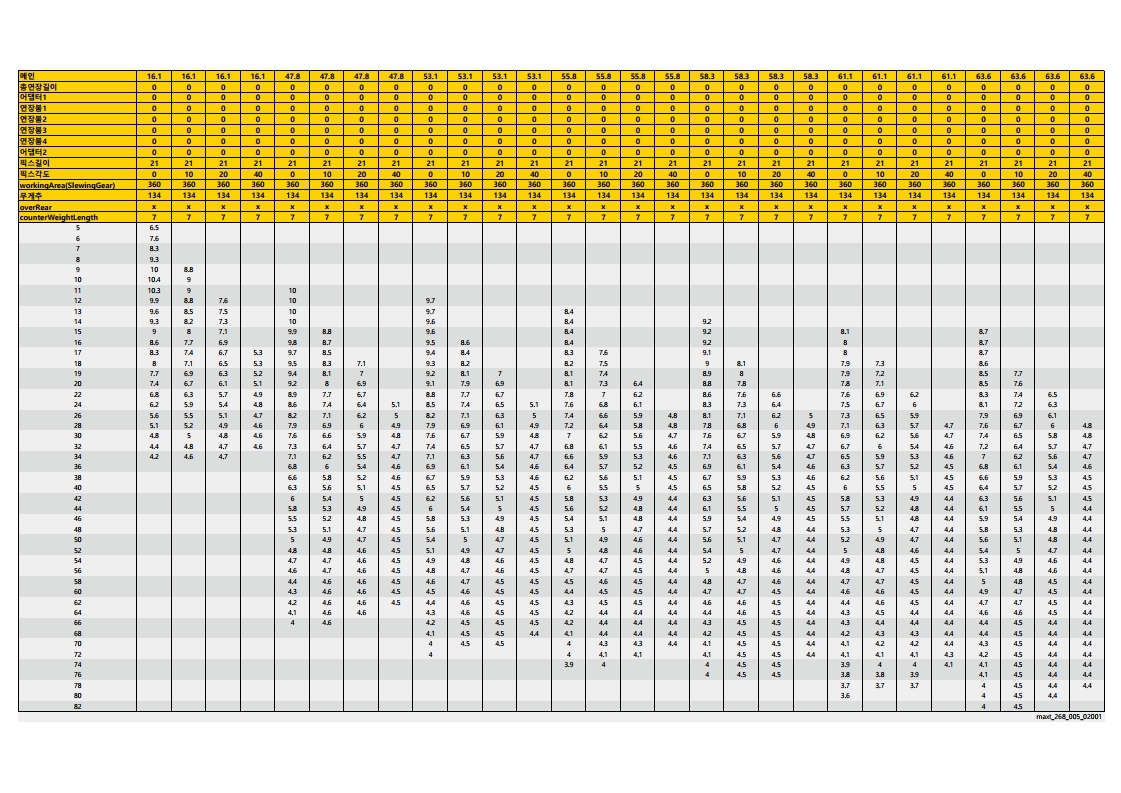 메인 16.1 16.1 16.1 16.1 47.8 47.8 47.8 47.8 53.1 53.1 53.1 53.1 55.8 55.8 55.8 55.8 58.3 58.3 58.3 58.3 61.1 61.1 61.1 61.1 63.6 63.6 63.6 63.6
총연장길이 0 0 0 0 0 0 0 0 0 0 0 0 0 0 0 0 0 0 0 0 0 0 0 0 0 0 0 0
어댑터1 0 0 0 0 0 0 0 0 0 0 0 0 0 0 0 0 0 0 0 0 0 0 0 0 0 0 0 0
연장붐1 0 0 0 0 0 0 0 0 0 0 0 0 0 0 0 0 0 0 0 0 0 0 0 0 0 0 0 0
연장붐2 0 0 0 0 0 0 0 0 0 0 0 0 0 0 0 0 0 0 0 0 0 0 0 0 0 0 0 0
연장붐3 0 0 0 0 0 0 0 0 0 0 0 0 0 0 0 0 0 0 0 0 0 0 0 0 0 0 0 0
연장붐4 0 0 0 0 0 0 0 0 0 0 0 0 0 0 0 0 0 0 0 0 0 0 0 0 0 0 0 0
어댑터2 0 0 0 0 0 0 0 0 0 0 0 0 0 0 0 0 0 0 0 0 0 0 0 0 0 0 0 0
픽스길이 21 21 21 21 21 21 21 21 21 21 21 21 21 21 21 21 21 21 21 21 21 21 21 21 21 21 21 21
픽스각도 0 10 20 40 0 10 20 40 0 10 20 40 0 10 20 40 0 10 20 40 0 10 20 40 0 10 20 40
workingArea(SlewingGear) 360 360 360 360 360 360 360 360 360 360 360 360 360 360 360 360 360 360 360 360 360 360 360 360 360 360 360 360
무게추 134 134 134 134 134 134 134 134 134 134 134 134 134 134 134 134 134 134 134 134 134 134 134 134 134 134 134 134
overRear x x x x x x x x x x x x x x x x x x x x x x x x x x x x
counterWeightLength 7 7 7 7 7 7 7 7 7 7 7 7 7 7 7 7 7 7 7 7 7 7 7 7 7 7 7 7
5 6.5
6 7.6
7 8.3
8 9.3
9 10 8.8
10 10.4 9
11 10.3 9 10
12 9.9 8.8 7.6 10 9.7
13 9.6 8.5 7.5 10 9.7 8.4
14 9.3 8.2 7.3 10 9.6 8.4 9.2
15 9 8 7.1 9.9 8.8 9.6 8.4 9.2 8.1 8.7
16 8.6 7.7 6.9 9.8 8.7 9.5 8.6 8.4 9.2 8 8.7
17 8.3 7.4 6.7 5.3 9.7 8.5 9.4 8.4 8.3 7.6 9.1 8 8.7
18 8 7.1 6.5 5.3 9.5 8.3 7.1 9.3 8.2 8.2 7.5 9 8.1 7.9 7.3 8.6
19 7.7 6.9 6.3 5.2 9.4 8.1 7 9.2 8.1 7 8.1 7.4 8.9 8 7.9 7.2 8.5 7.7
20 7.4 6.7 6.1 5.1 9.2 8 6.9 9.1 7.9 6.9 8.1 7.3 6.4 8.8 7.8 7.8 7.1 8.5 7.6
22 6.8 6.3 5.7 4.9 8.9 7.7 6.7 8.8 7.7 6.7 7.8 7 6.2 8.6 7.6 6.6 7.6 6.9 6.2 8.3 7.4 6.5
24 6.2 5.9 5.4 4.8 8.6 7.4 6.4 5.1 8.5 7.4 6.5 5.1 7.6 6.8 6.1 8.3 7.3 6.4 7.5 6.7 6 8.1 7.2 6.3
26 5.6 5.5 5.1 4.7 8.2 7.1 6.2 5 8.2 7.1 6.3 5 7.4 6.6 5.9 4.8 8.1 7.1 6.2 5 7.3 6.5 5.9 7.9 6.9 6.1
28 5.1 5.2 4.9 4.6 7.9 6.9 6 4.9 7.9 6.9 6.1 4.9 7.2 6.4 5.8 4.8 7.8 6.8 6 4.9 7.1 6.3 5.7 4.7 7.6 6.7 6 4.8
30 4.8 5 4.8 4.6 7.6 6.6 5.9 4.8 7.6 6.7 5.9 4.8 7 6.2 5.6 4.7 7.6 6.6 5.9 4.8 6.9 6.2 5.6 4.7 7.4 6.5 5.8 4.8
32 4.4 4.8 4.7 4.6 7.3 6.4 5.7 4.7 7.4 6.5 5.7 4.7 6.8 6.1 5.5 4.6 7.4 6.5 5.7 4.7 6.7 6 5.4 4.6 7.2 6.4 5.7 4.7
34 4.2 4.6 4.7 7.1 6.2 5.5 4.7 7.1 6.3 5.6 4.7 6.7 5.9 5.4 4.6 7.1 6.3 5.6 4.7 6.5 5.9 5.3 4.6 7 6.2 5.6 4.7
36 6.8 6 5.4 4.6 6.9 6.1 5.4 4.6 6.4 5.7 5.2 4.5 6.9 6.1 5.4 4.6 6.3 5.7 5.2 4.5 6.8 6.1 5.4 4.6
38 6.6 5.8 5.2 4.6 6.7 5.9 5.3 4.6 6.2 5.6 5.1 4.5 6.7 5.9 5.3 4.6 6.2 5.6 5.1 4.5 6.6 5.9 5.3 4.6
40 6.3 5.6 5.1 4.5 6.5 5.7 5.2 4.5 6 5.5 5 4.5 6.5 5.8 5.2 4.5 6 5.5 5 4.5 6.4 5.7 5.2 4.5
42 6 5.4 5 4.5 6.2 5.6 5.1 4.5 5.8 5.3 4.9 4.4 6.3 5.6 5.1 4.5 5.8 5.3 4.9 4.4 6.3 5.6 5.1 4.5
44 5.8 5.3 4.9 4.5 6 5.4 5 4.5 5.6 5.2 4.8 4.4 6.1 5.5 5 4.5 5.6 5.2 4.9 4.4 6.1 5.5 5 4.4
46 5.5 5.2 4.8 4.5 5.8 5.3 4.9 4.5 5.4 5.1 4.8 4.4 5.9 5.4 4.9 4.5 5.5 5.1 4.8 4.4 5.9 5.4 4.9 4.4
48 5.3 5.1 4.7 4.5 5.6 5.1 4.8 4.5 5.3 5 4.7 4.4 5.7 5.2 4.8 4.4 5.3 5 4.7 4.4 5.8 5.3 4.8 4.4
50 5 4.9 4.7 4.5 5.4 5 4.7 4.5 5.1 4.9 4.6 4.4 5.6 5.1 4.7 4.4 5.2 4.9 4.7 4.4 5.6 5.1 4.8 4.4
52 4.8 4.8 4.6 4.5 5.1 4.9 4.7 4.5 5 4.8 4.6 4.4 5.4 5 4.7 4.4 5 4.8 4.6 4.4 5.4 5 4.7 4.4
54 4.7 4.7 4.6 4.5 4.9 4.8 4.6 4.5 4.8 4.7 4.5 4.4 5.2 4.9 4.6 4.4 4.9 4.8 4.5 4.4 5.3 4.9 4.6 4.4
56 4.6 4.7 4.6 4.5 4.8 4.7 4.6 4.5 4.6 4.6 4.5 4.4 5 4.8 4.6 4.4 4.8 4.7 4.5 4.4 5.1 4.8 4.6 4.4
58 4.4 4.6 4.6 4.5 4.7 4.6 4.5 4.5 4.5 4.6 4.5 4.4 4.8 4.7 4.6 4.4 4.7 4.6 4.5 4.4 5 4.8 4.5 4.4
60 4.3 4.6 4.6 4.5 4.5 4.6 4.5 4.5 4.4 4.5 4.5 4.4 4.7 4.7 4.5 4.4 4.6 4.6 4.5 4.4 4.9 4.7 4.5 4.4
62 4.2 4.6 4.6 4.5 4.4 4.6 4.5 4.5 4.3 4.5 4.4 4.4 4.6 4.6 4.5 4.4 4.4 4.5 4.4 4.4 4.7 4.6 4.5 4.4
64 4.1 4.6 4.6 4.3 4.6 4.5 4.5 4.2 4.4 4.4 4.4 4.4 4.6 4.5 4.4 4.3 4.4 4.4 4.4 4.6 4.6 4.5 4.4
66 4 4.6 4.2 4.5 4.5 4.5 4.2 4.4 4.4 4.4 4.3 4.5 4.5 4.4 4.3 4.4 4.4 4.4 4.5 4.5 4.4 4.4
68 4.1 4.5 4.5 4.4 4.1 4.4 4.4 4.4 4.2 4.5 4.5 4.4 4.2 4.3 4.3 4.4 4.4 4.5 4.4 4.4
70 4 4.5 4.5 4 4.3 4.3 4.4 4.1 4.5 4.5 4.4 4.1 4.2 4.2 4.4 4.3 4.5 4.4 4.4
72 4 4 4.1 4.1 4.1 4.5 4.5 4.4 4.1 4.1 4.1 4.3 4.2 4.5 4.4 4.4
74 3.9 4 4 4.5 4.5 3.9 4 4 4.1 4.1 4.5 4.4 4.4
76 4 4.5 4.5 3.8 3.8 3.9 4.1 4.5 4.4 4.4
78 3.7 3.7 3.7 4 4.5 4.4 4.4
80 3.6 4 4.5 4.4
82 4 4.5
maxt_268_005_02001